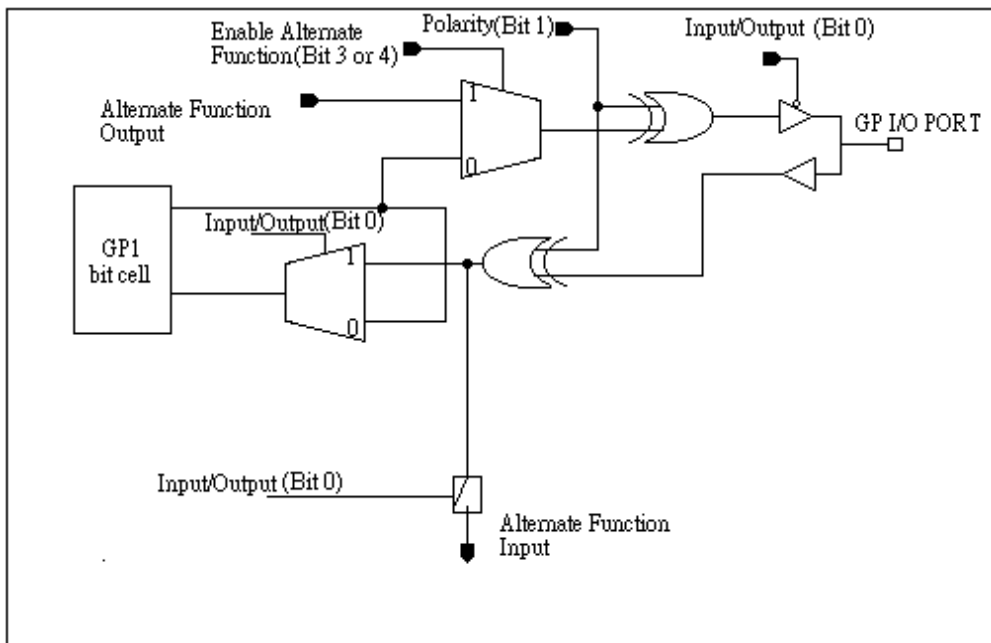 Polarity(Bit 1)
Input/Output (Bit 0)
Enable Alternate
Function(Bit 3 or 4)
1
Alternate Function
Output
GP I/O PORT
0
Input/Output(Bit 0)
GP1
bit cell
1
0
Input/Output (Bit 0)
Alternate Function
Input